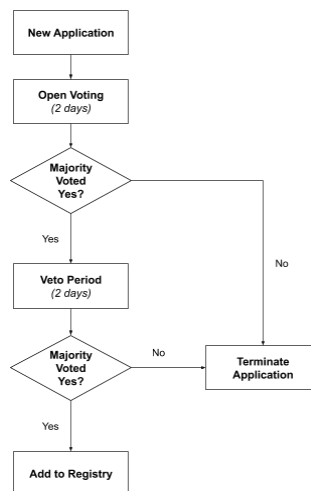 New Application
Open Voting
(2 days)
Majority
Voted
Yes?
Yes
No
Veto Period
(2 days)
Majority
Voted
Yes?
No
Terminate
Application
Yes
Add to Registry